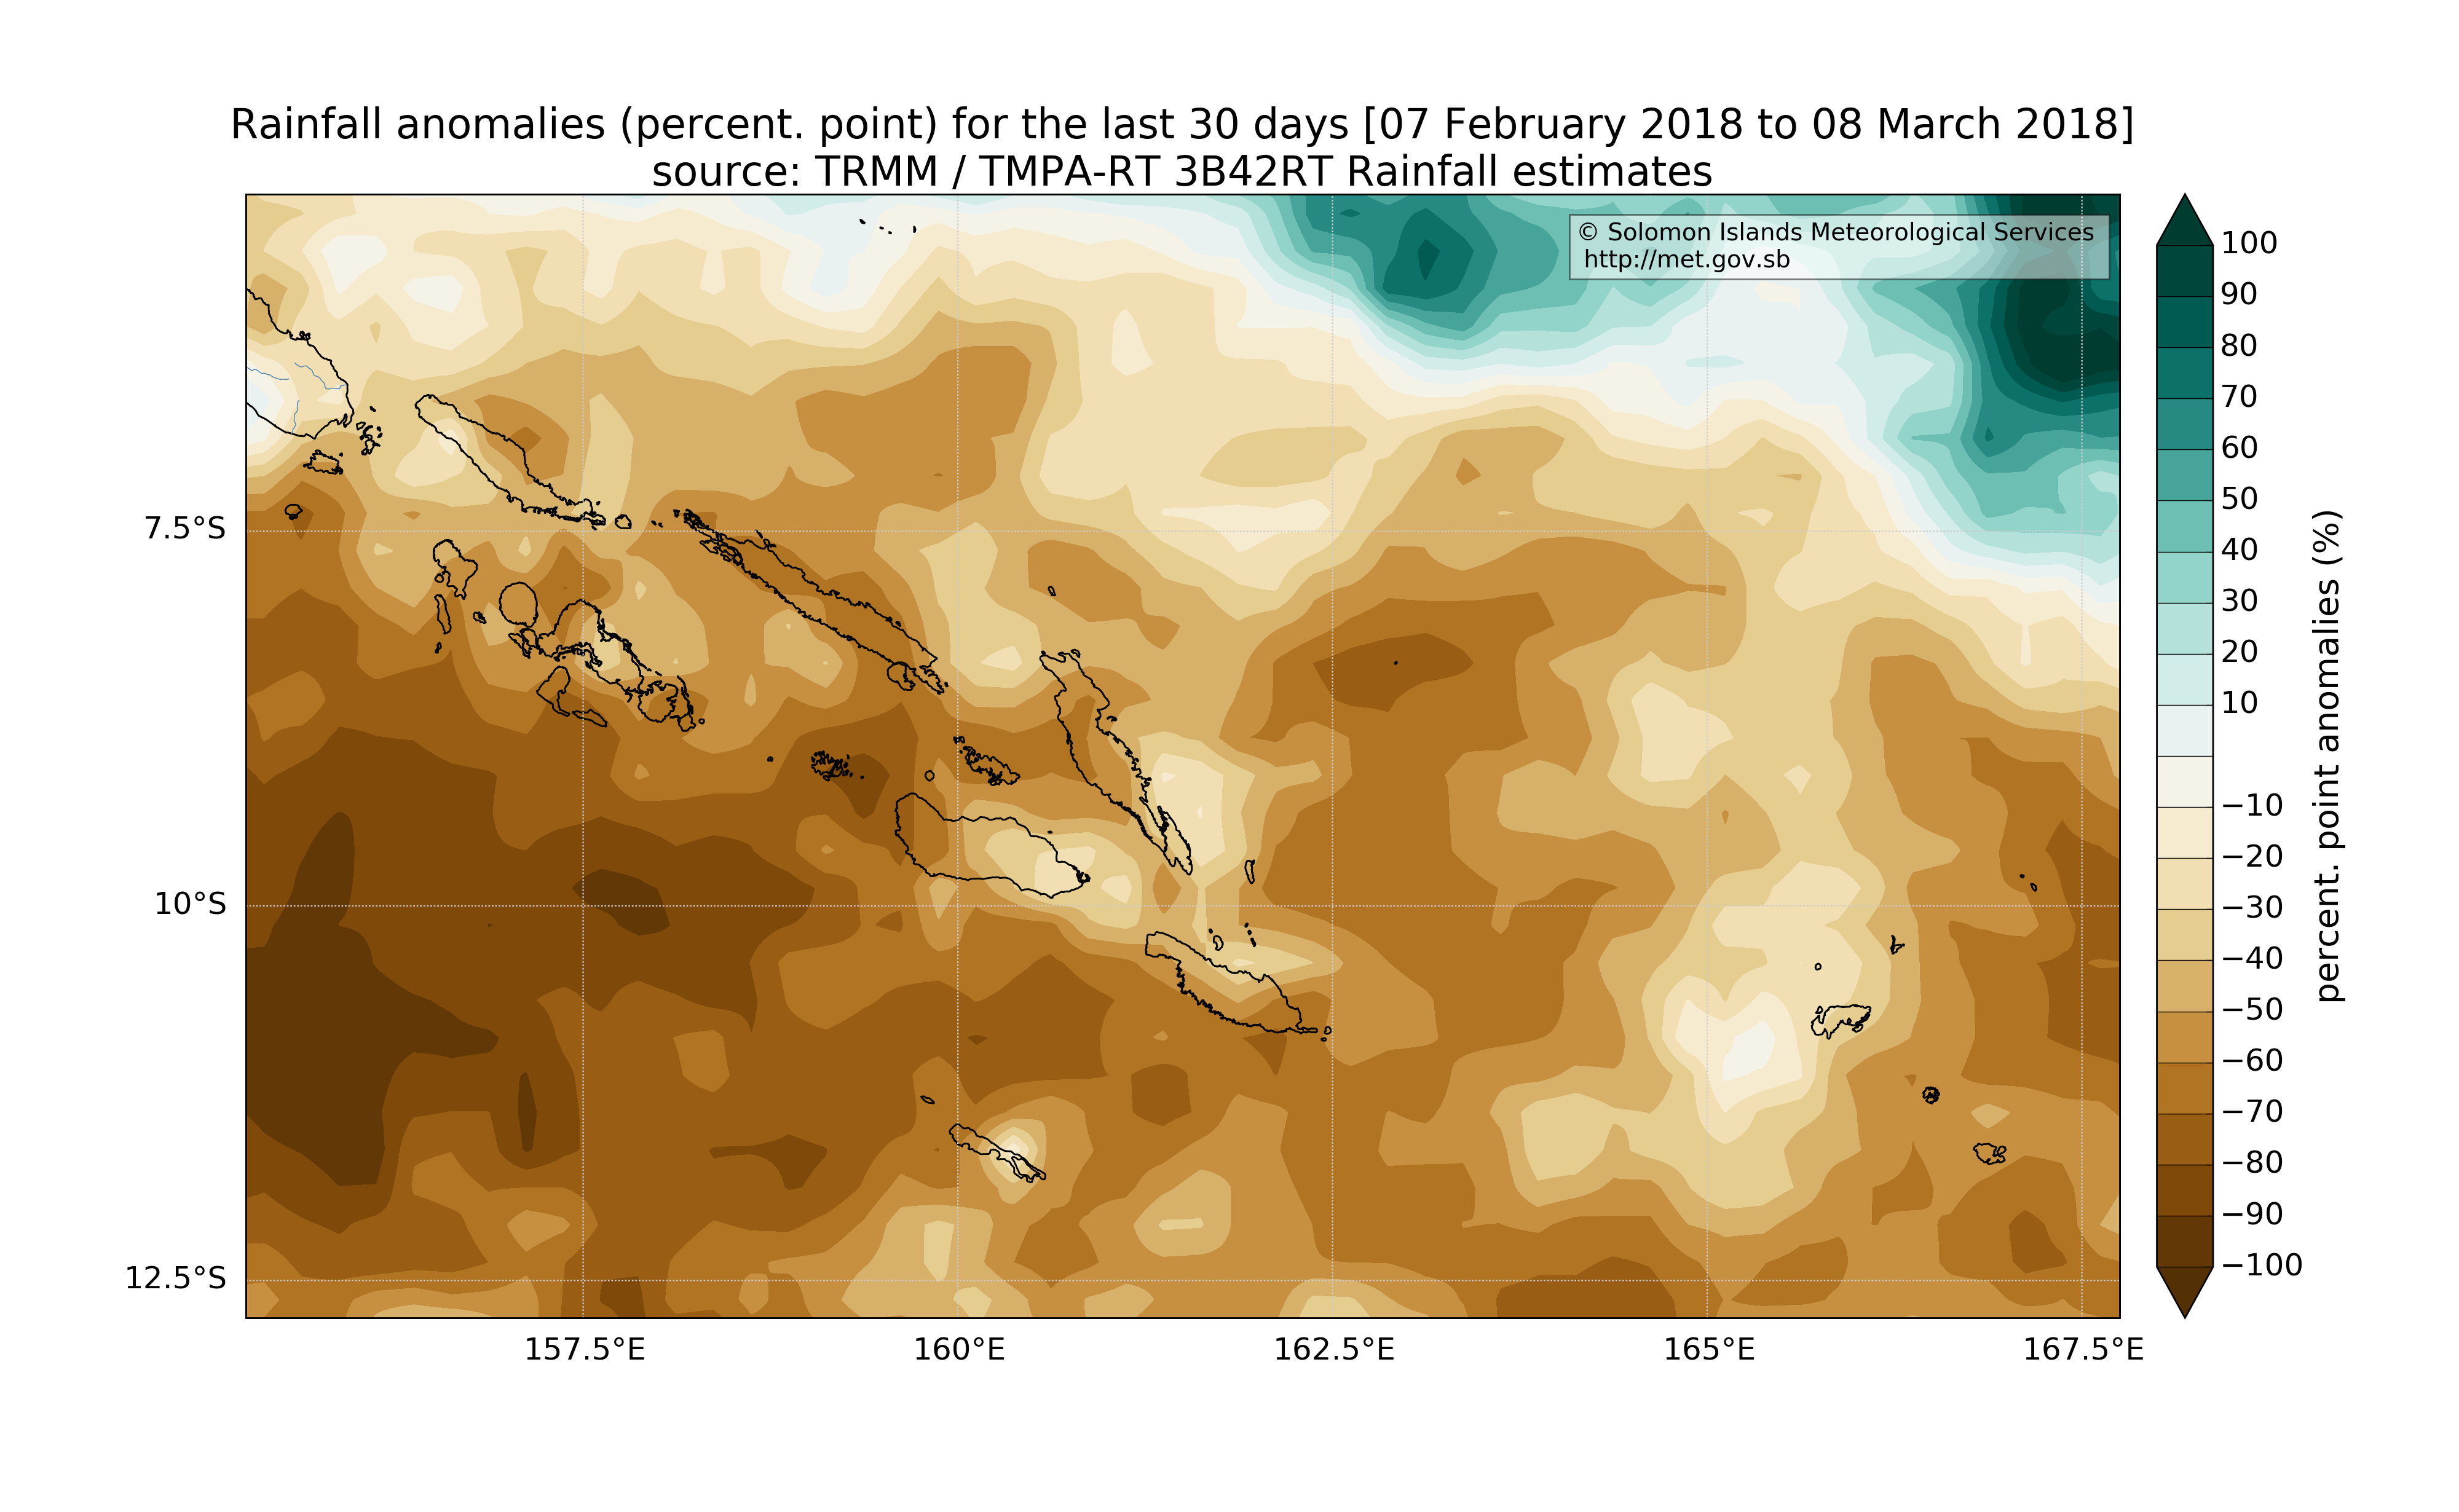 Rainfall anomalies (percent. point) for the last 30 days [07 February 2018 to 08 March 2018]
source: TRMM / TMPA-RT 3B42RT Rainfall estimates
© Solomon Islands Meteorological Services
http://met.gov.sb
7.5°S
10°S
12.5°S
157.5°E
160°E
162.5°E
165°E
167.5°E
100
90
80
70
60
50
40
30
20
10
−10
−20
−30
−40
−50
−60
−70
−80
−90
−100
percent. point anomalies (%)